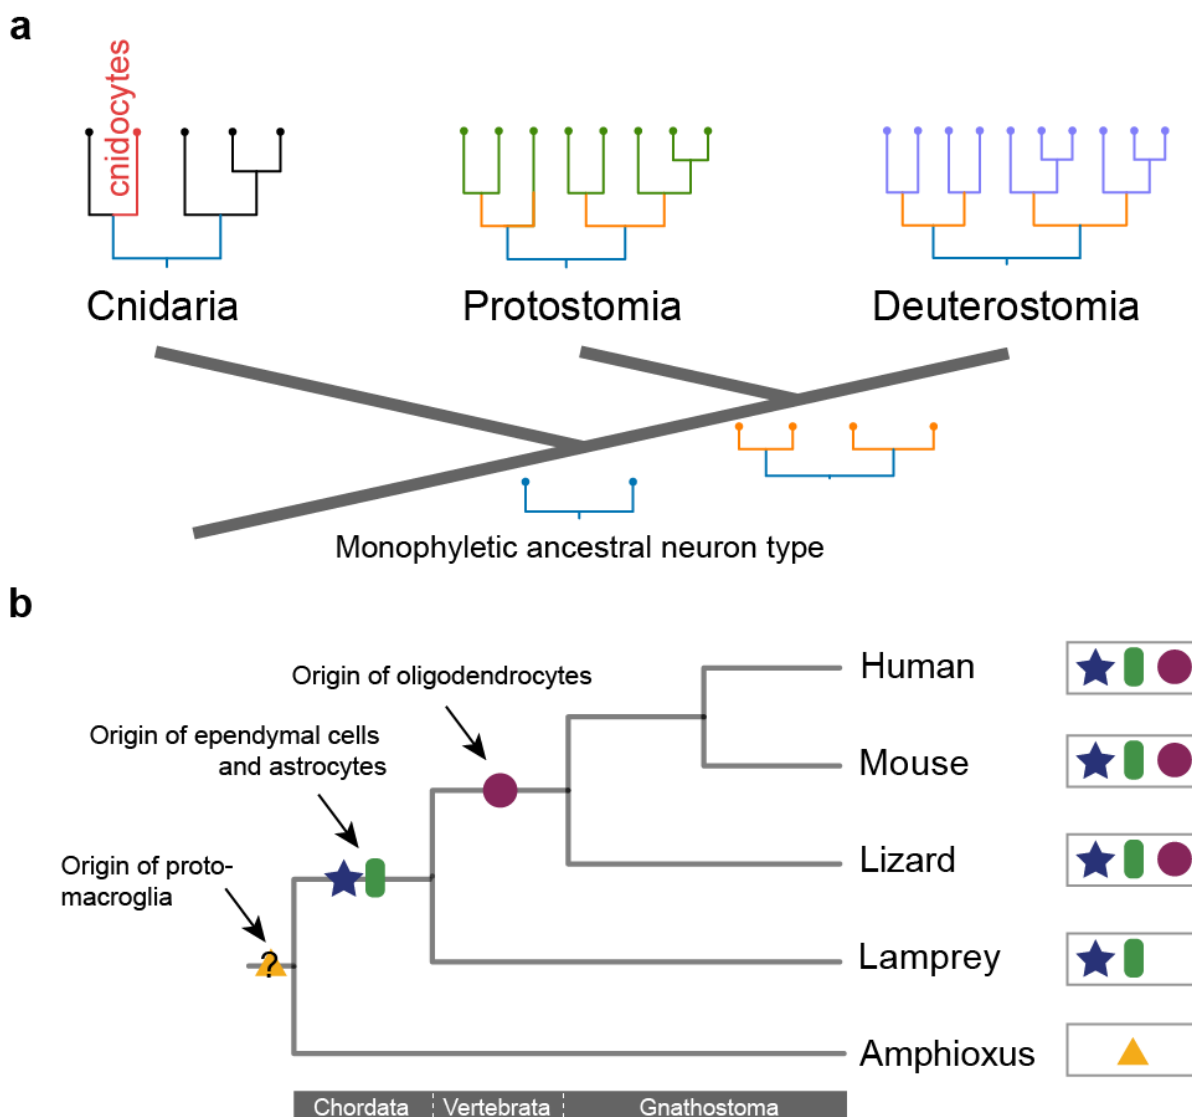 a
cnidocytes
Cnidaria
Protostomia
Deuterostomia
Monophyletic ancestral neuron type
b
Origin of oligodendrocytes
Origin of ependymal cells
and astrocytes
Origin of proto-
macroglia
?
Human
Mouse
Lizard
Lamprey
Amphioxus
Chordata
Vertebrata
Gnathostoma